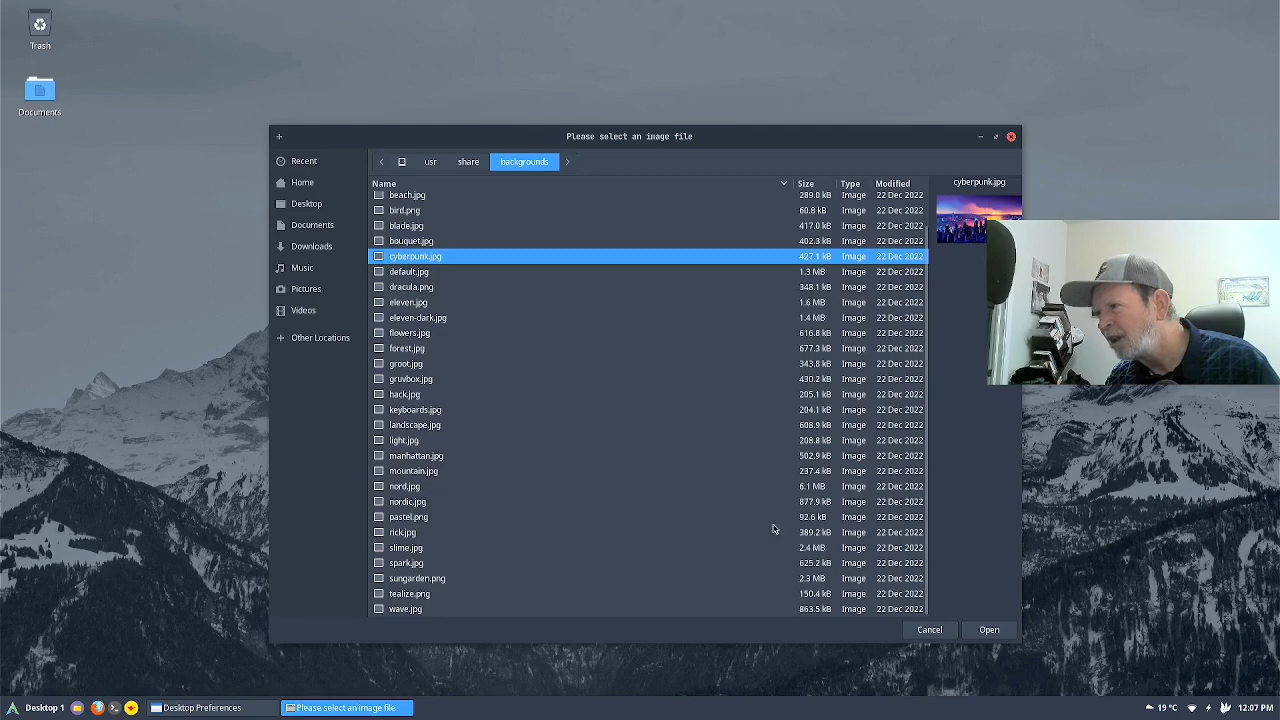 Trash
Documents
Please select an image file
Recent
Home
Desktop
Documents
Downloads
Music
Pictures
Videos
Other Locations
usr share backgrounds
Name Size Type Modified
beach.jpg 289.0 kB Image 22 Dec 2022
bird.png 60.8 kB Image 22 Dec 2022
blade.jpg 417.0 kB Image 22 Dec 2022
bouquet.jpg 402.3 kB Image 22 Dec 2022
cyberpunk.jpg 427.1 kB Image 22 Dec 2022
default.jpg 1.3 MB Image 22 Dec 2022
dracula.png 348.1 kB Image 22 Dec 2022
eleven.jpg 1.6 MB Image 22 Dec 2022
eleven-dark.jpg 1.4 MB Image 22 Dec 2022
flowers.jpg 616.8 kB Image 22 Dec 2022
forest.jpg 677.3 kB Image 22 Dec 2022
groot.jpg 343.8 kB Image 22 Dec 2022
gruvbox.jpg 430.2 kB Image 22 Dec 2022
hack.jpg 205.1 kB Image 22 Dec 2022
keyboards.jpg 204.1 kB Image 22 Dec 2022
landscape.jpg 608.9 kB Image 22 Dec 2022
light.jpg 208.8 kB Image 22 Dec 2022
manhattan.jpg 502.9 kB Image 22 Dec 2022
mountain.jpg 237.4 kB Image 22 Dec 2022
nord.jpg 6.1 MB Image 22 Dec 2022
nordic.jpg 877.9 kB Image 22 Dec 2022
pastel.png 92.6 kB Image 22 Dec 2022
rick.jpg 389.2 kB Image 22 Dec 2022
slime.jpg 2.4 MB Image 22 Dec 2022
spark.jpg 625.2 kB Image 22 Dec 2022
sungarden.png 2.3 MB Image 22 Dec 2022
tealize.png 150.4 kB Image 22 Dec 2022
wave.jpg 863.5 kB Image 22 Dec 2022
cyberpunk.jpg
Cancel Open
Desktop 1 Desktop Preferences Please select an image file 19 °C 12:07 PM